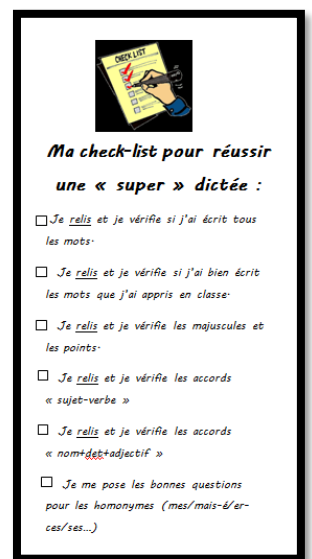 CHECK LIST
Ma check-list pour réussir
une « super » dictée :
Je relis et je vérifie si j'ai écrit tous
les mots.
Je relis et je vérifie si j'ai bien écrit
les mots que j'ai appris en classe.
Je relis et je vérifie les majuscules et
les points.
Je relis et je vérifie les accords
« sujet-verbe »
Je relis et je vérifie les accords
« nom+det+adjectif »
Je me pose les bonnes questions
pour les homonymes (mes/mais-é/er-
ces/ses...)